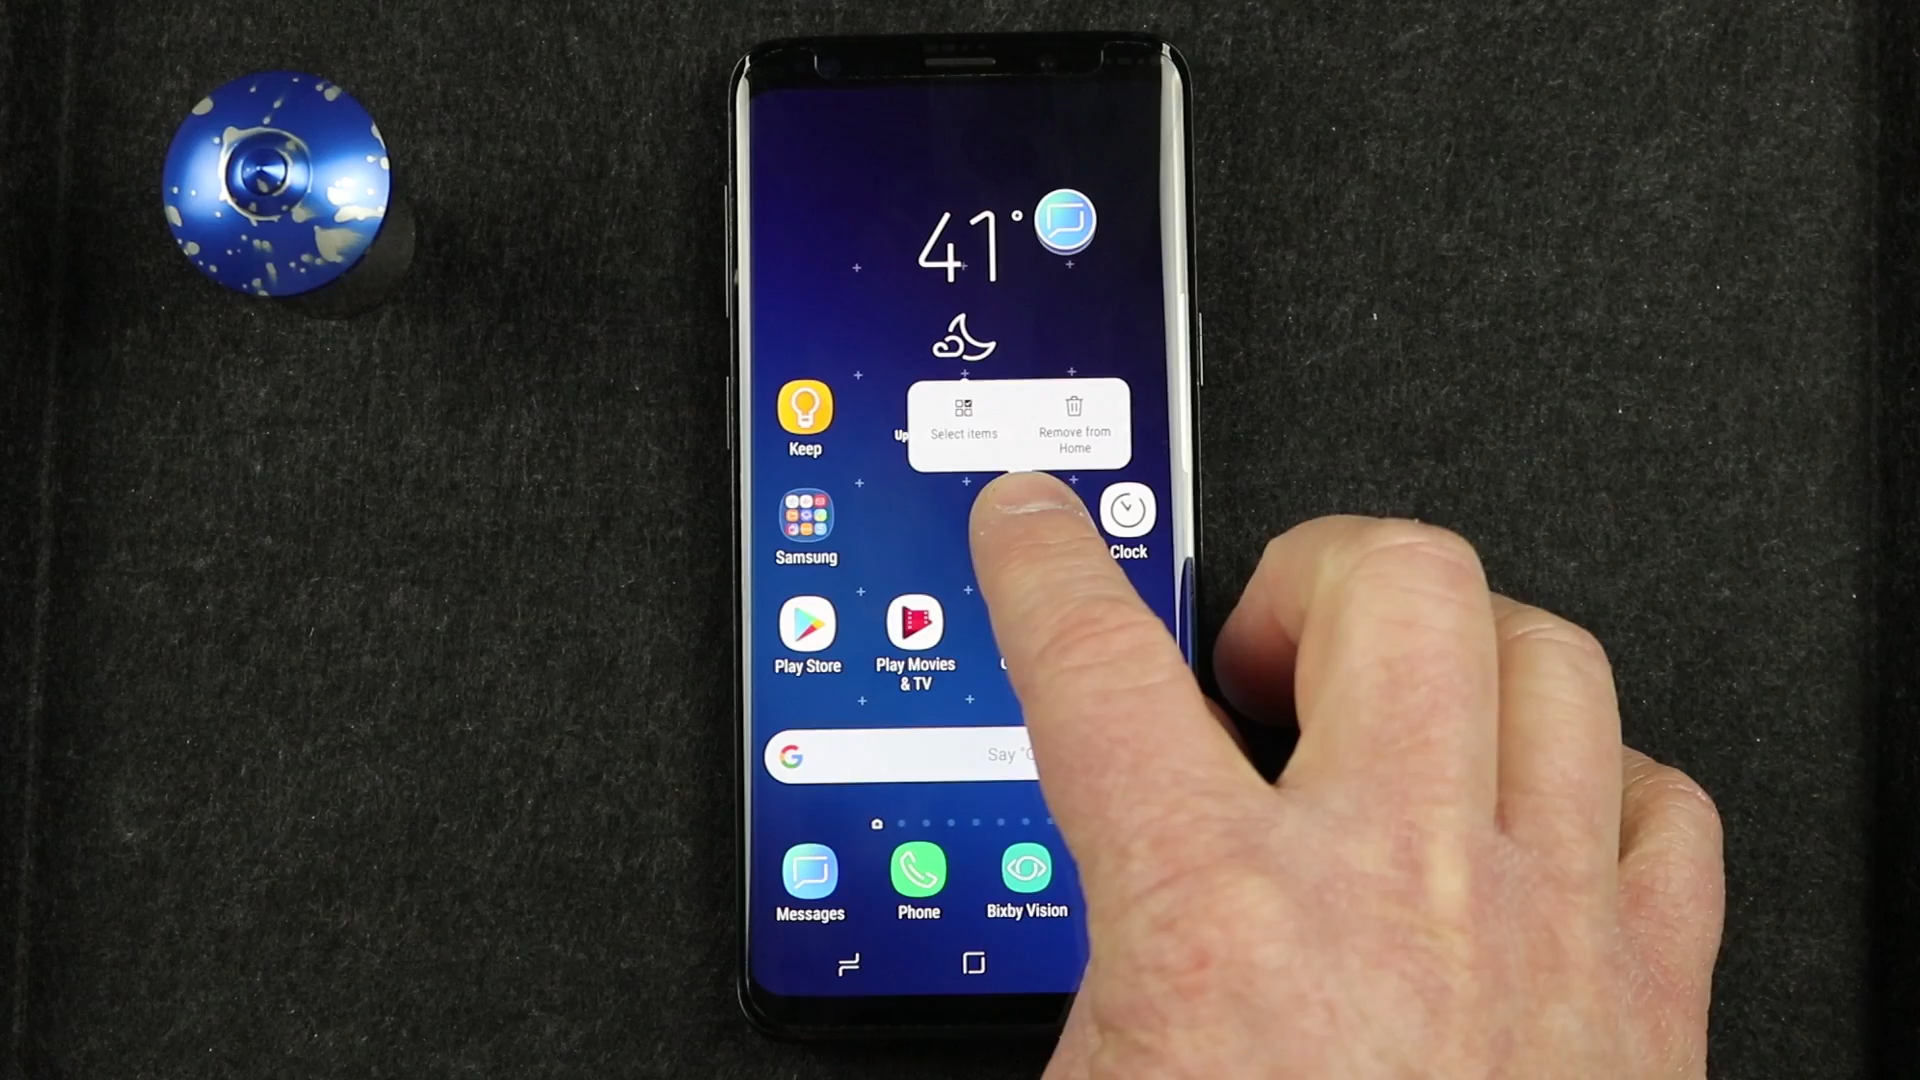 41°
Select items
Remove from
Home
Keep
Up
Samsung
Clock
Play Store
Play Movies
& TV
G
Say "
Messages
Phone
Bixby Vision